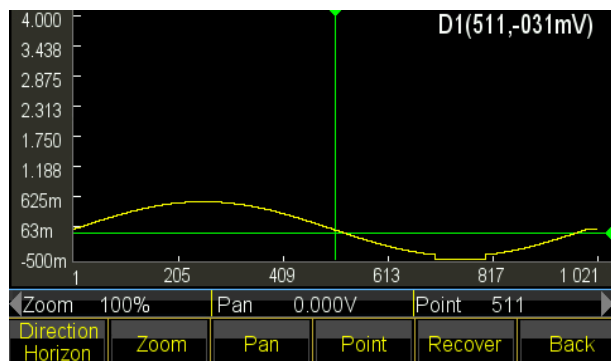 4.000
D1(511,-031mV)
3.438
2.875
2.313
1.750
1.188
625m
63m
-500m
1 205 409 613 817 1 021
Zoom 100% Pan 0.000V Point 511
Direction
Horizon Zoom Pan Point Recover Back